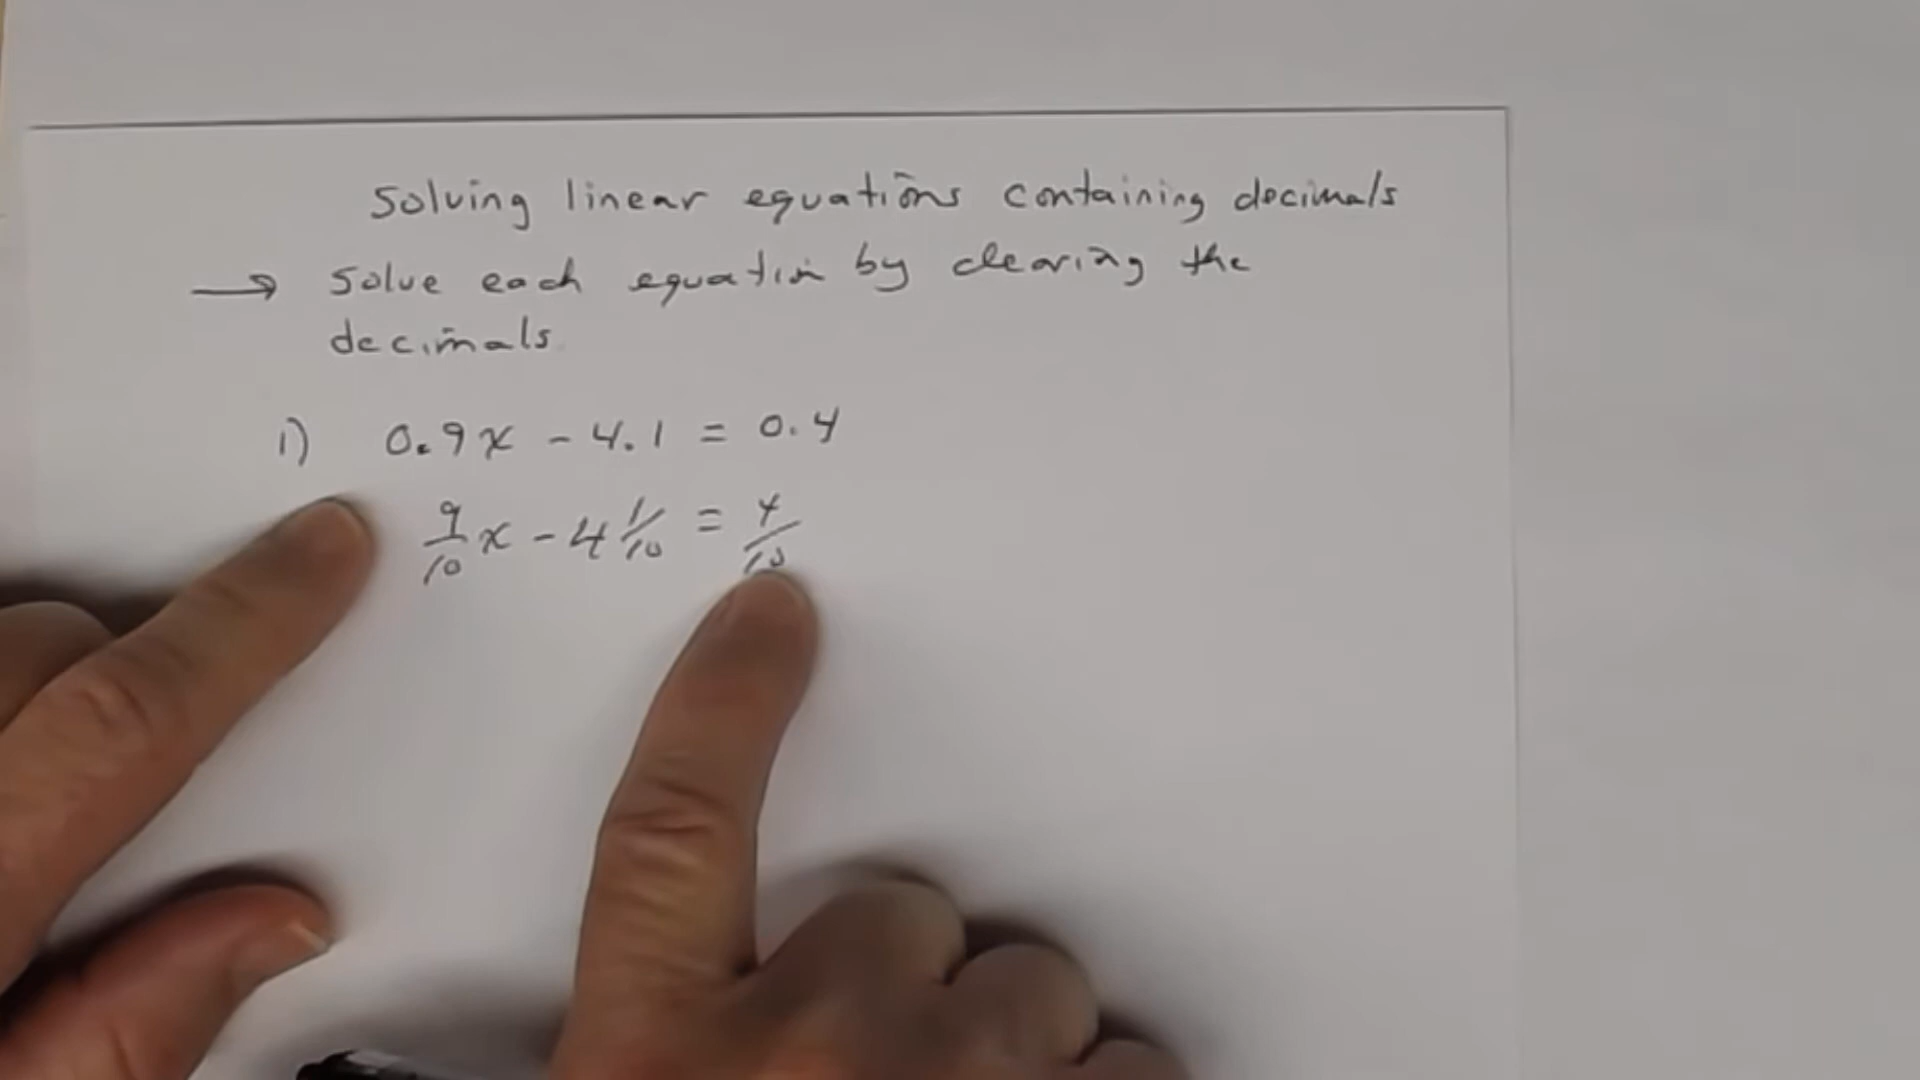 Solving linear equations containing decimals
→ Solve each equation by clearing the
decimals.
1) 0.9x - 4.1 = 0.4
9/10 x - 4 1/10 = 4/10